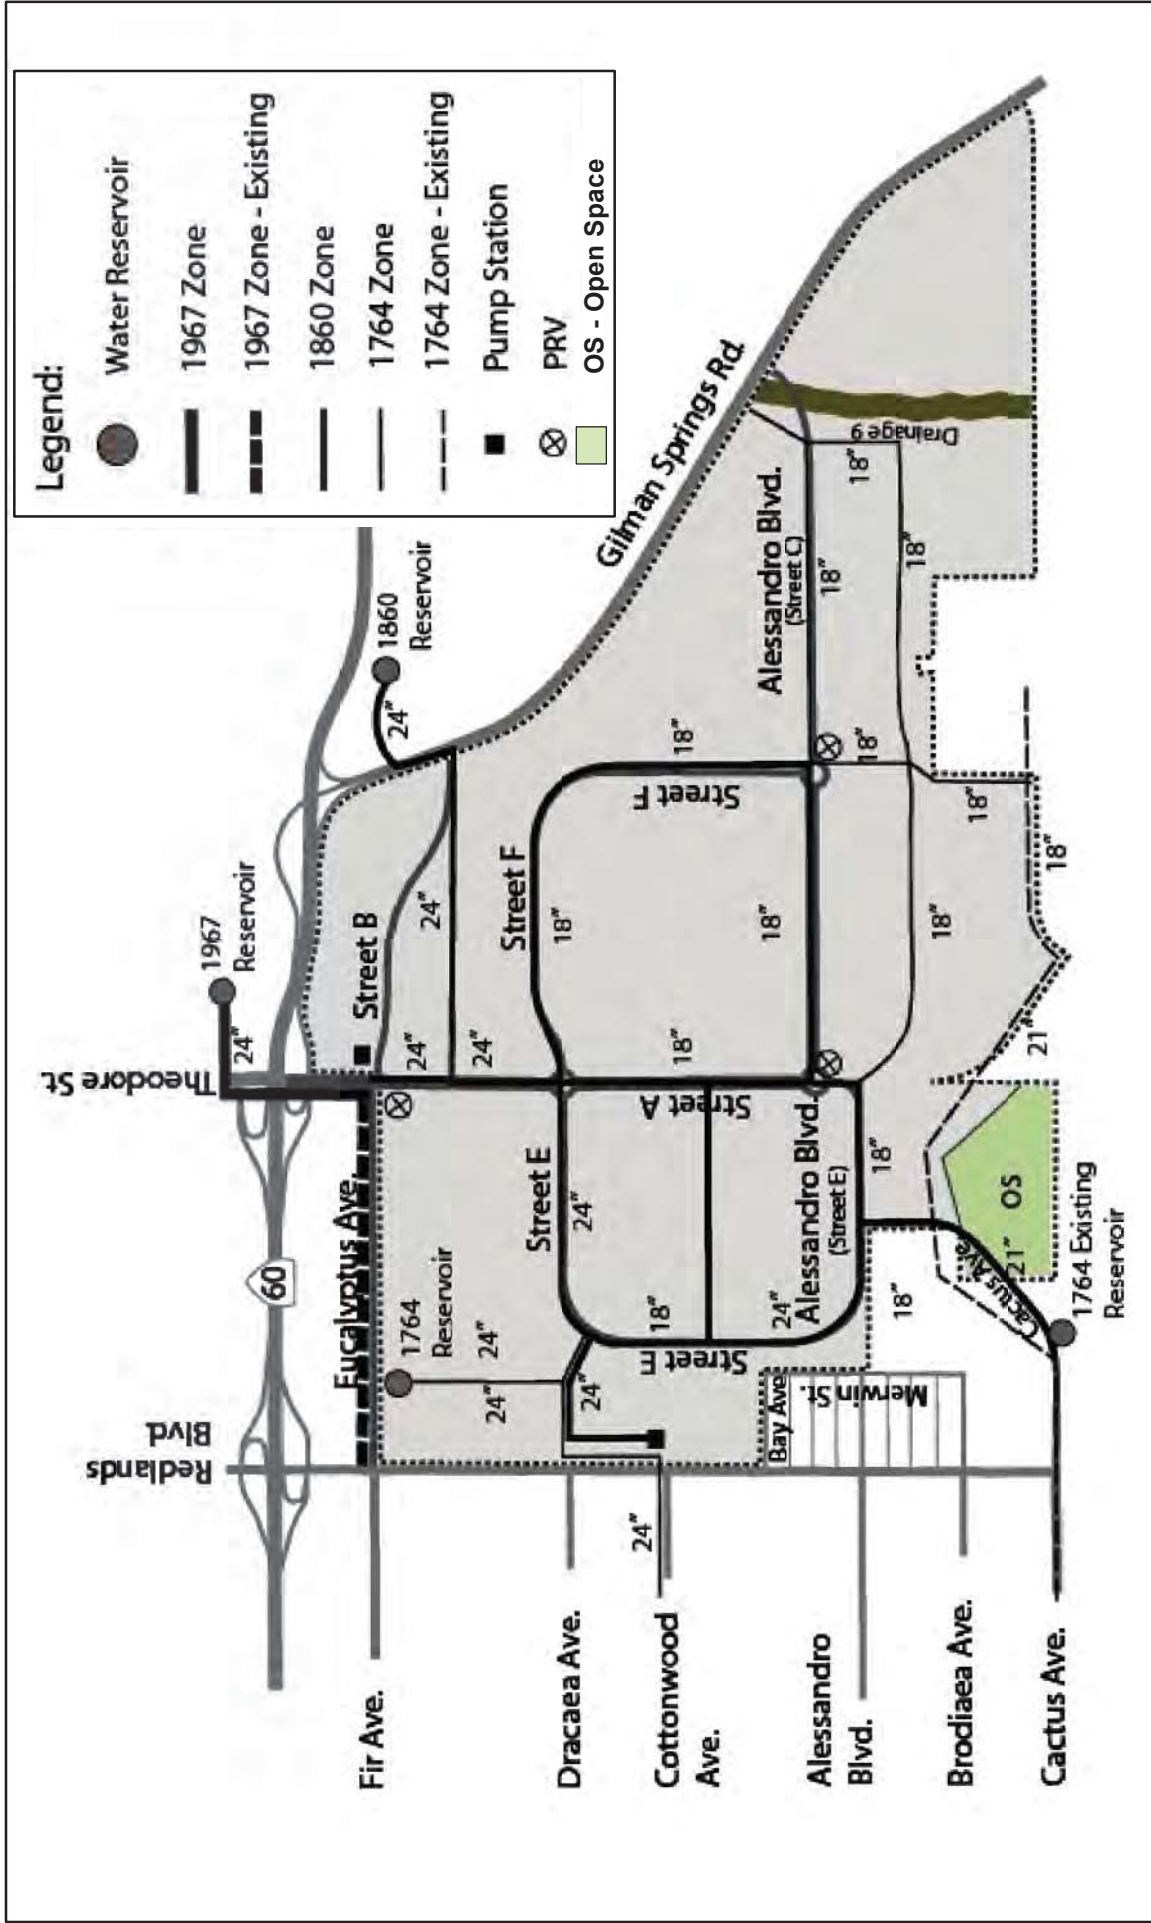 Legend:
Water Reservoir
1967 Zone
1967 Zone - Existing
1860 Zone
1764 Zone
1764 Zone - Existing
Pump Station
PRV
OS - Open Space
Redlands
Blvd.
60
Theodore St.
24"
1967
Reservoir
Eucalyptus Ave.
Street B
24"
1860
Reservoir
Fir Ave.
1764
Reservoir
24"
24"
24"
24"
24"
Gilman Springs Rd.
Dracaea Ave.
24"
Street E
24"
Street F
18"
Cottonwood
Ave.
24"
Street E
18"
Street A
18"
Street F
18"
Bay Ave
24"
Alessandro Blvd.
(Street E)
18"
Alessandro Blvd.
(Street C)
18"
Alessandro
Blvd.
18"
18"
18"
Merwin St.
18"
18"
18"
Drainage 9
Brodiaea Ave.
Cactus Ave.
21"
OS
21"
18"
18"
Cactus Ave.
1764 Existing
Reservoir